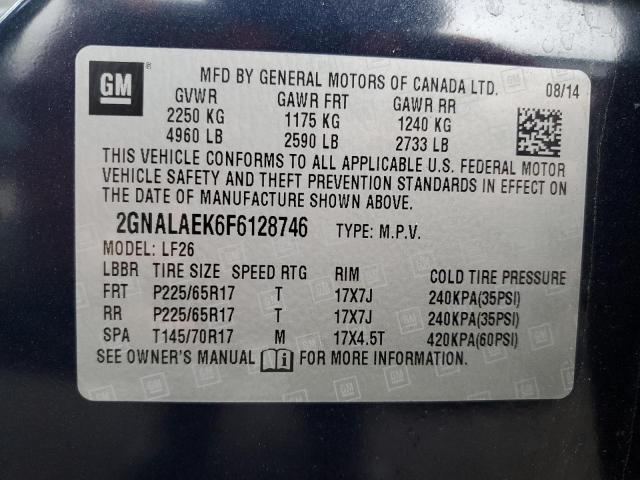 GM ®
MFD BY GENERAL MOTORS OF CANADA LTD. 08/14
GVWR GAWR FRT GAWR RR
2250 KG 1175 KG 1240 KG
4960 LB 2590 LB 2733 LB
THIS VEHICLE CONFORMS TO ALL APPLICABLE U.S. FEDERAL MOTOR
VEHICLE SAFETY AND THEFT PREVENTION STANDARDS IN EFFECT ON
THE DATE OF MANUFACTURE SHOWN ABOVE.
2GNALAEK6F6128746 TYPE: M.P.V.
MODEL: LF26
LBBR TIRE SIZE SPEED RTG RIM COLD TIRE PRESSURE
FRT P225/65R17 T 17X7J 240KPA(35PSI)
RR P225/65R17 T 17X7J 240KPA(35PSI)
SPA T145/70R17 M 17X4.5T 420KPA(60PSI)
SEE OWNER'S MANUAL FOR MORE INFORMATION.